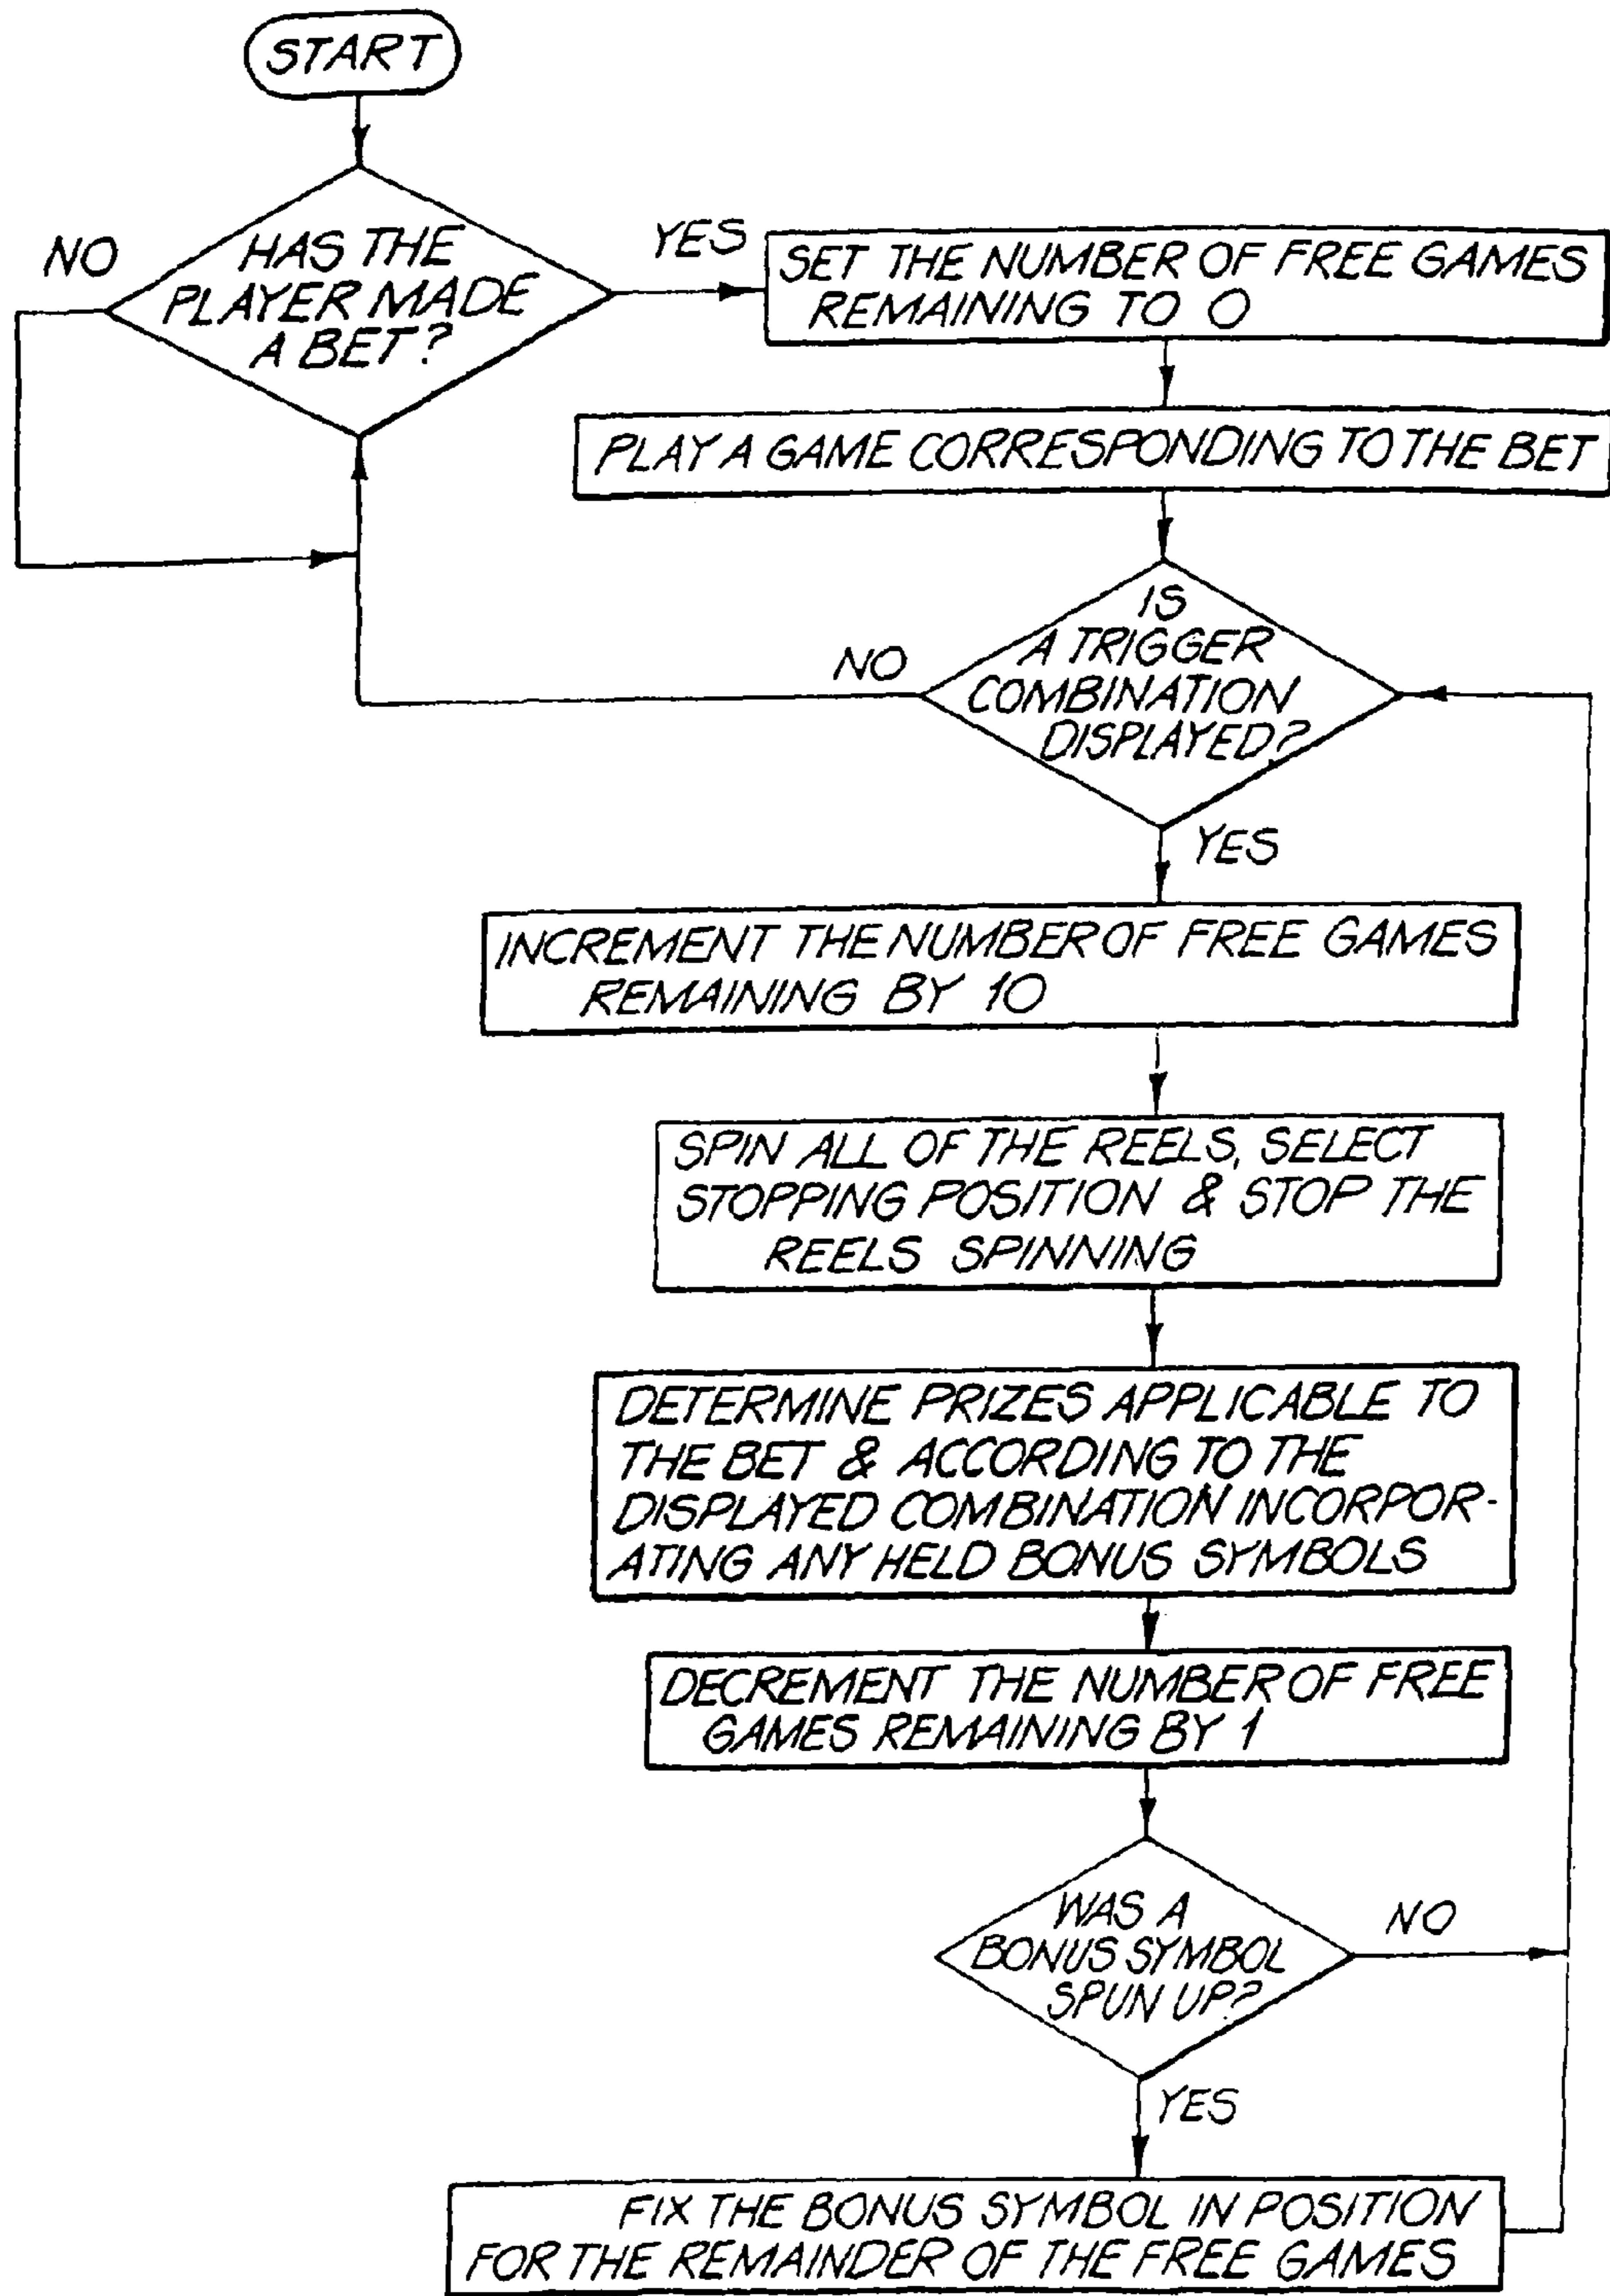 START
HAS THE
PLAYER MADE
A BET?
NO
YES
SET THE NUMBER OF FREE GAMES
REMAINING TO 0
PLAY A GAME CORRESPONDING TO THE BET
IS
A TRIGGER
COMBINATION
DISPLAYED?
NO
YES
INCREMENT THE NUMBER OF FREE GAMES
REMAINING BY 10
SPIN ALL OF THE REELS, SELECT
STOPPING POSITION & STOP THE
REELS SPINNING
DETERMINE PRIZES APPLICABLE TO
THE BET & ACCORDING TO THE
DISPLAYED COMBINATION INCORPOR-
ATING ANY HELD BONUS SYMBOLS
DECREMENT THE NUMBER OF FREE
GAMES REMAINING BY 1
WAS A
BONUS SYMBOL
SPUN UP?
NO
YES
FIX THE BONUS SYMBOL IN POSITION
FOR THE REMAINDER OF THE FREE GAMES